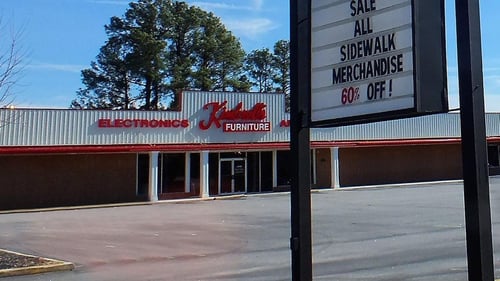 SALE
ALL
SIDEWALK
MERCHANDISE
60% OFF!
ELECTRONICS
FURNITURE